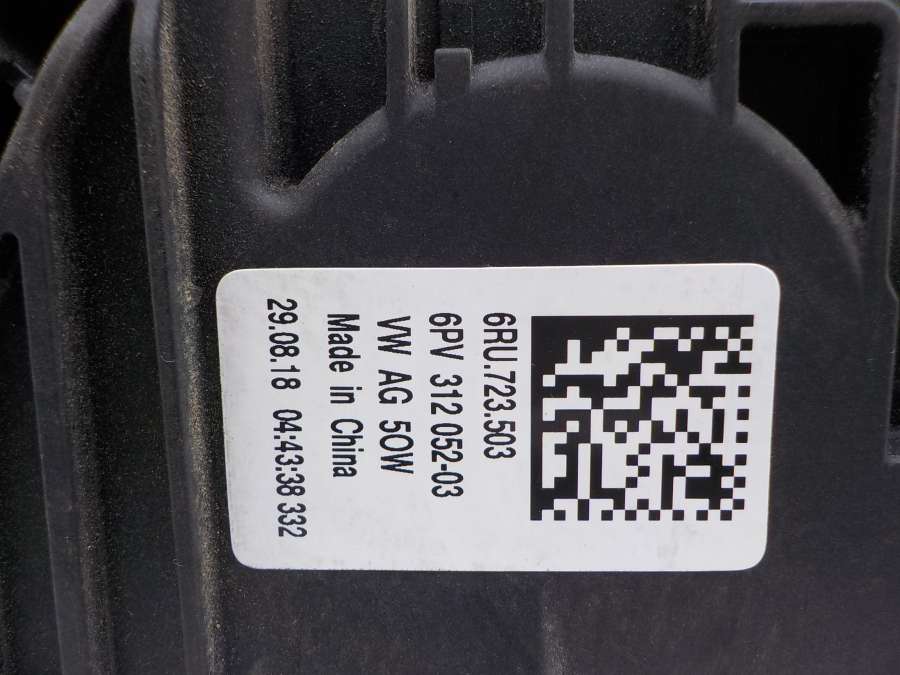 6RU.723.503
6PV 312 052-03
VW AG 5OW
Made in China
29.08.18 04:43:38 332